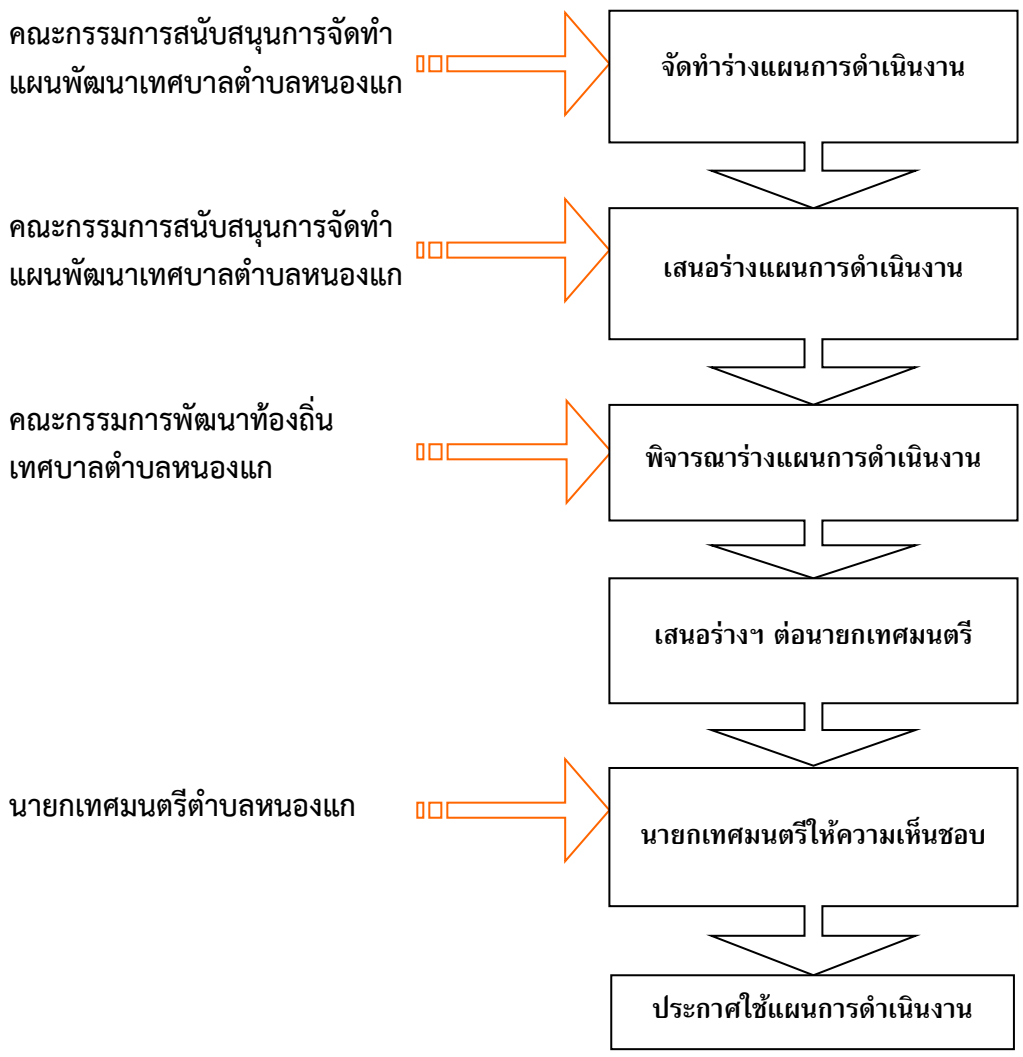 คณะกรรมการสนับสนุนการจัดทำ
แผนพัฒนาเทศบาลตำบลหนองแก
จัดทำร่างแผนการดำเนินงาน
คณะกรรมการสนับสนุนการจัดทำ
แผนพัฒนาเทศบาลตำบลหนองแก
เสนอร่างแผนการดำเนินงาน
คณะกรรมการพัฒนาท้องถิ่น
เทศบาลตำบลหนองแก
พิจารณาร่างแผนการดำเนินงาน
เสนอร่างฯ ต่อนายกเทศมนตรี
นายกเทศมนตรีตำบลหนองแก
นายกเทศมนตรีให้ความเห็นชอบ
ประกาศใช้แผนการดำเนินงาน